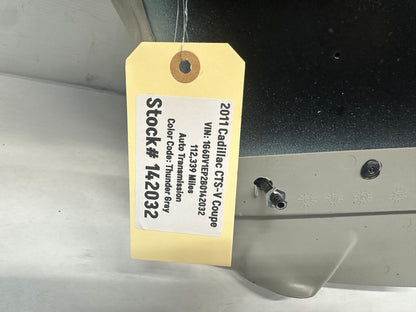 2011 Cadillac CTS-V Coupe
VIN: 1G6DV1EP2B0142032
112,339 Miles
Auto Transmission
Color Code: Thunder Gray
Stock# 142032